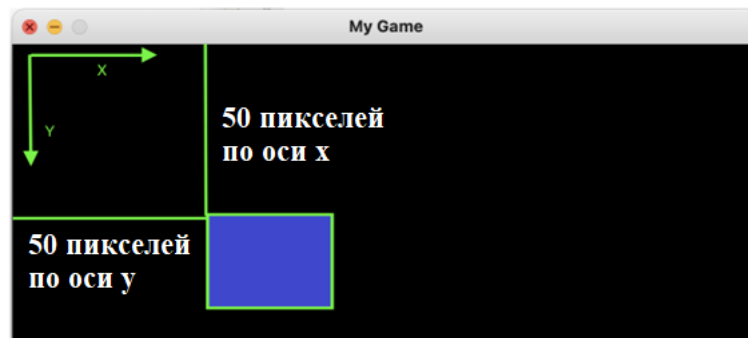 My Game
X
Y
50 пикселей
по оси х
50 пикселей
по оси у